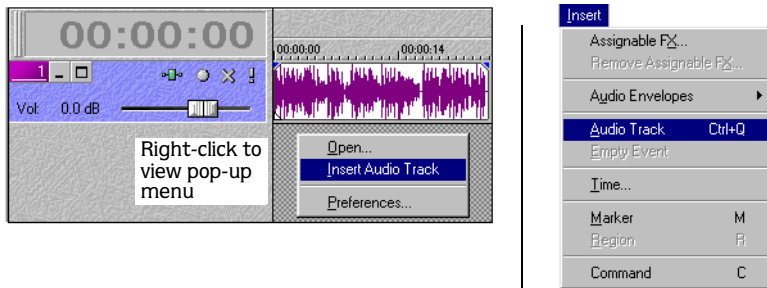 00:00:00
00:00:00 00:00:14
1
Vol: 0.0 dB
Right-click to
view pop-up
menu
Open...
Insert Audio Track
Preferences...
Insert
Assignable FX...
Remove Assignable FX...
Audio Envelopes
Audio Track Ctrl+Q
Empty Event
Time...
Marker M
Region R
Command C